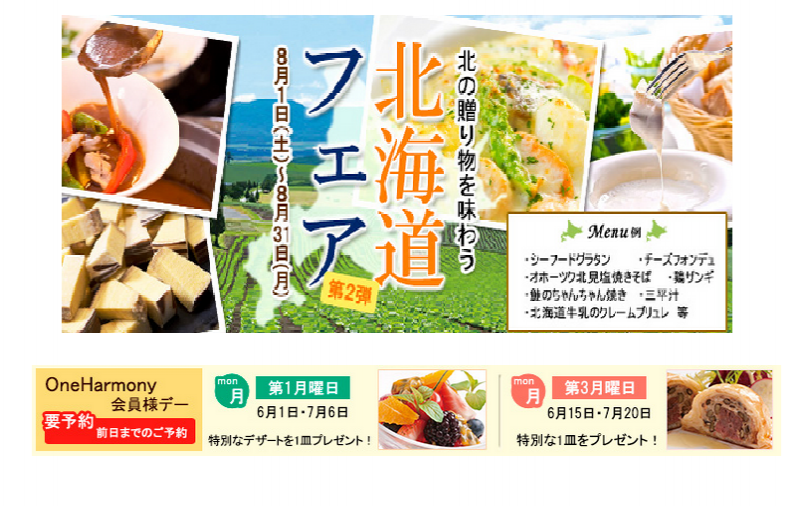 北の贈り物を味わう
北海道
フェア
第2弾
8月1日(土)～8月31日(月)
Menu例
・シーフードグラタン ・チーズフォンデュ
・オホーツク北見塩焼きそば ・鶏ザンギ
・鮭のちゃんちゃん焼き ・三平汁
・北海道牛乳のクレームブリュレ 等
OneHarmony
会員様デー
要予約 前日までのご予約
mon
月
第1月曜日
6月1日・7月6日
特別なデザートを1皿プレゼント！
mon
月
第3月曜日
6月15日・7月20日
特別な1皿をプレゼント！